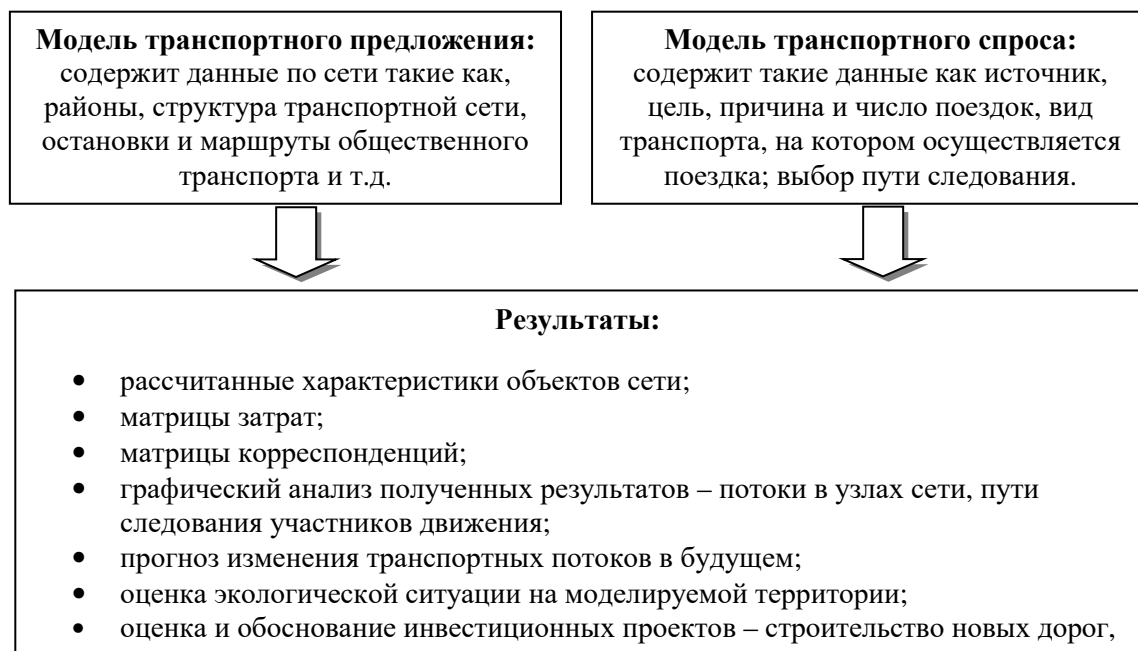 Модель транспортного предложения:
содержит данные по сети такие как,
районы, структура транспортной сети,
остановки и маршруты общественного
транспорта и т.д.
Модель транспортного спроса:
содержит такие данные как источник,
цель, причина и число поездок, вид
транспорта, на котором осуществляется
поездка; выбор пути следования.
Результаты:
• рассчитанные характеристики объектов сети;
• матрицы затрат;
• матрицы корреспонденций;
• графический анализ полученных результатов – потоки в узлах сети, пути
следования участников движения;
• прогноз изменения транспортных потоков в будущем;
• оценка экологической ситуации на моделируемой территории;
• оценка и обоснование инвестиционных проектов – строительство новых дорог,